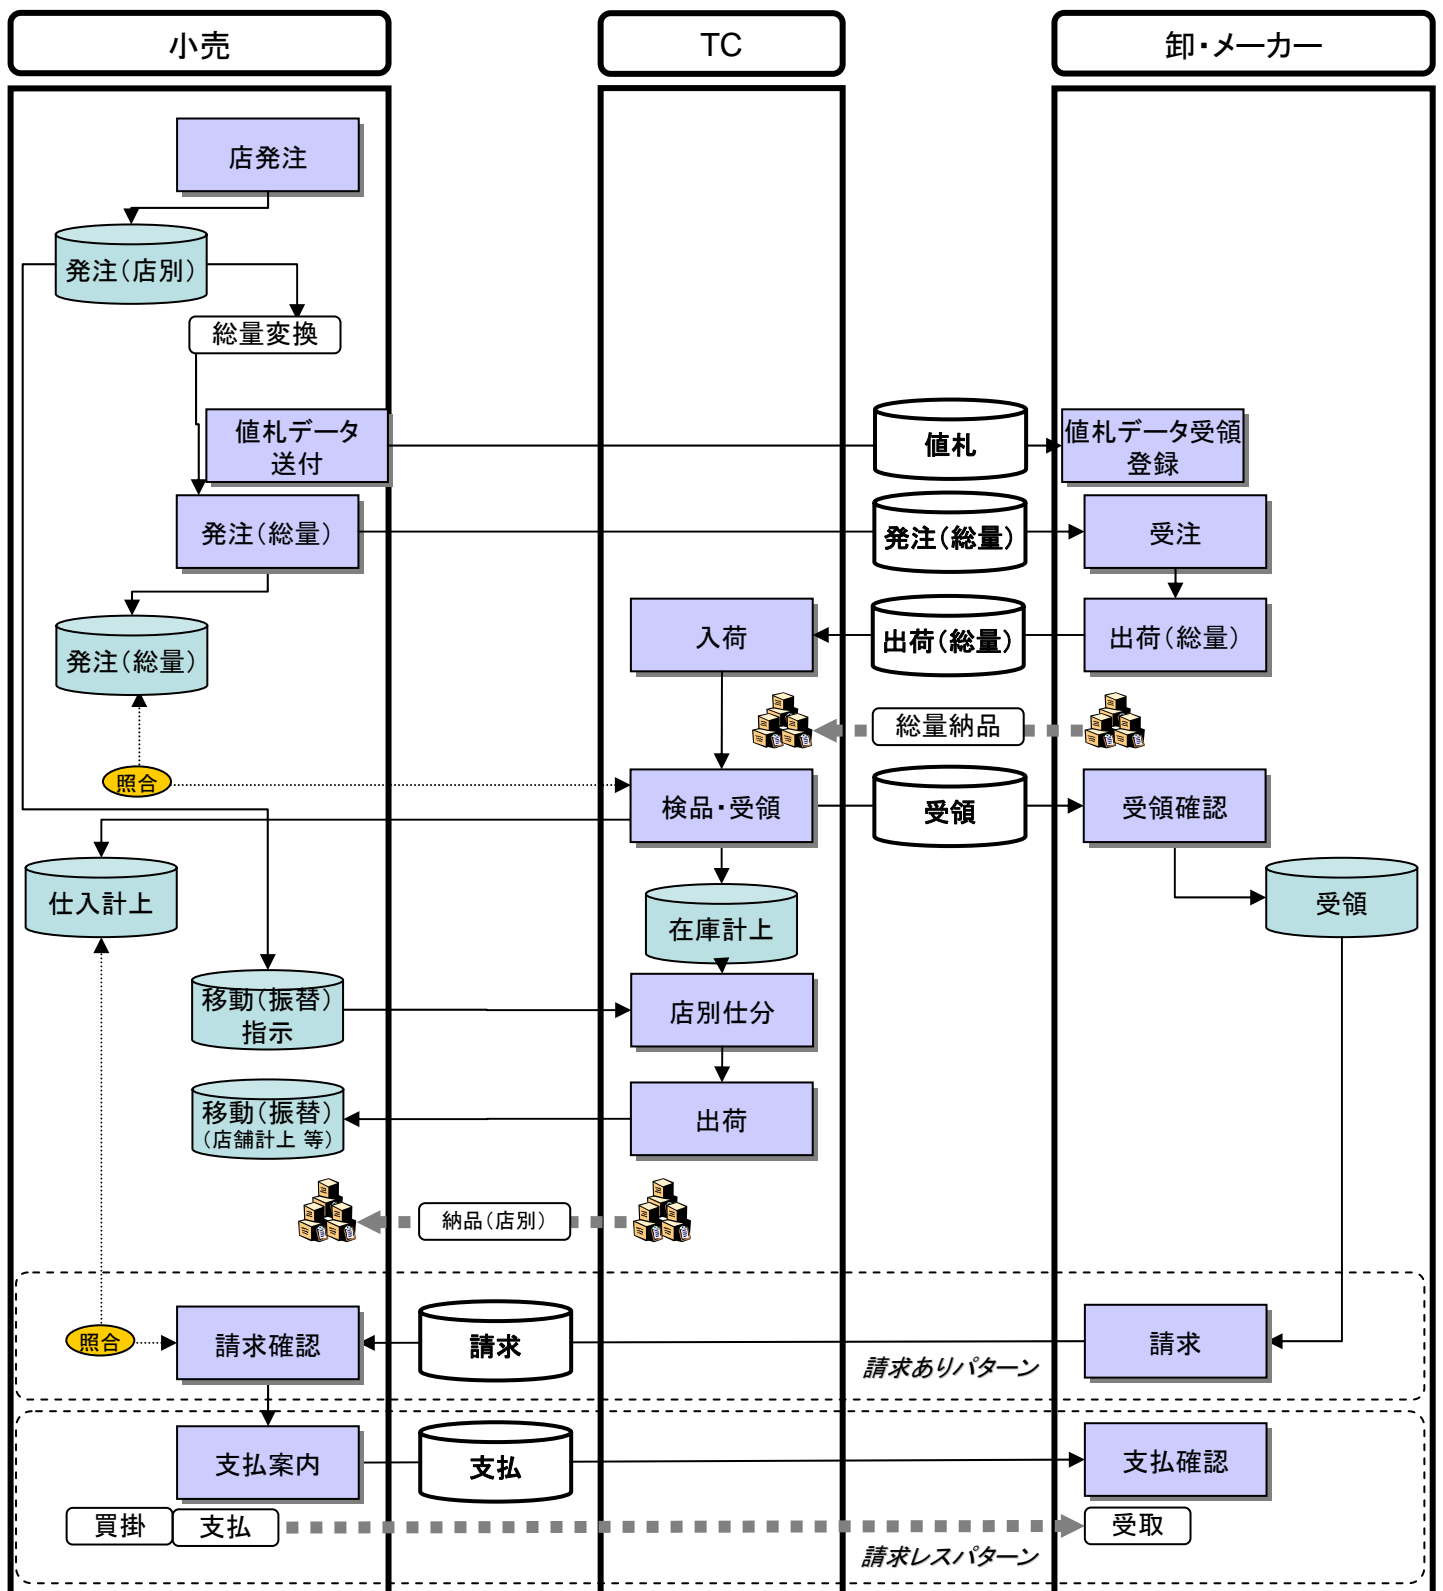 小売
TC
卸・メーカー
店発注
発注（店別）
総量変換
値札データ
送付
値札
値札データ受領
登録
発注（総量）
発注（総量）
受注
入荷
出荷（総量）
出荷（総量）
発注（総量）
総量納品
照合
検品・受領
受領
受領確認
仕入計上
在庫計上
受領
移動（振替）
指示
店別仕分
移動（振替）
（店舗計上 等）
出荷
納品（店別）
照合
請求確認
請求
請求
請求ありパターン
支払案内
支払
支払確認
買掛
支払
受取
請求レスパターン